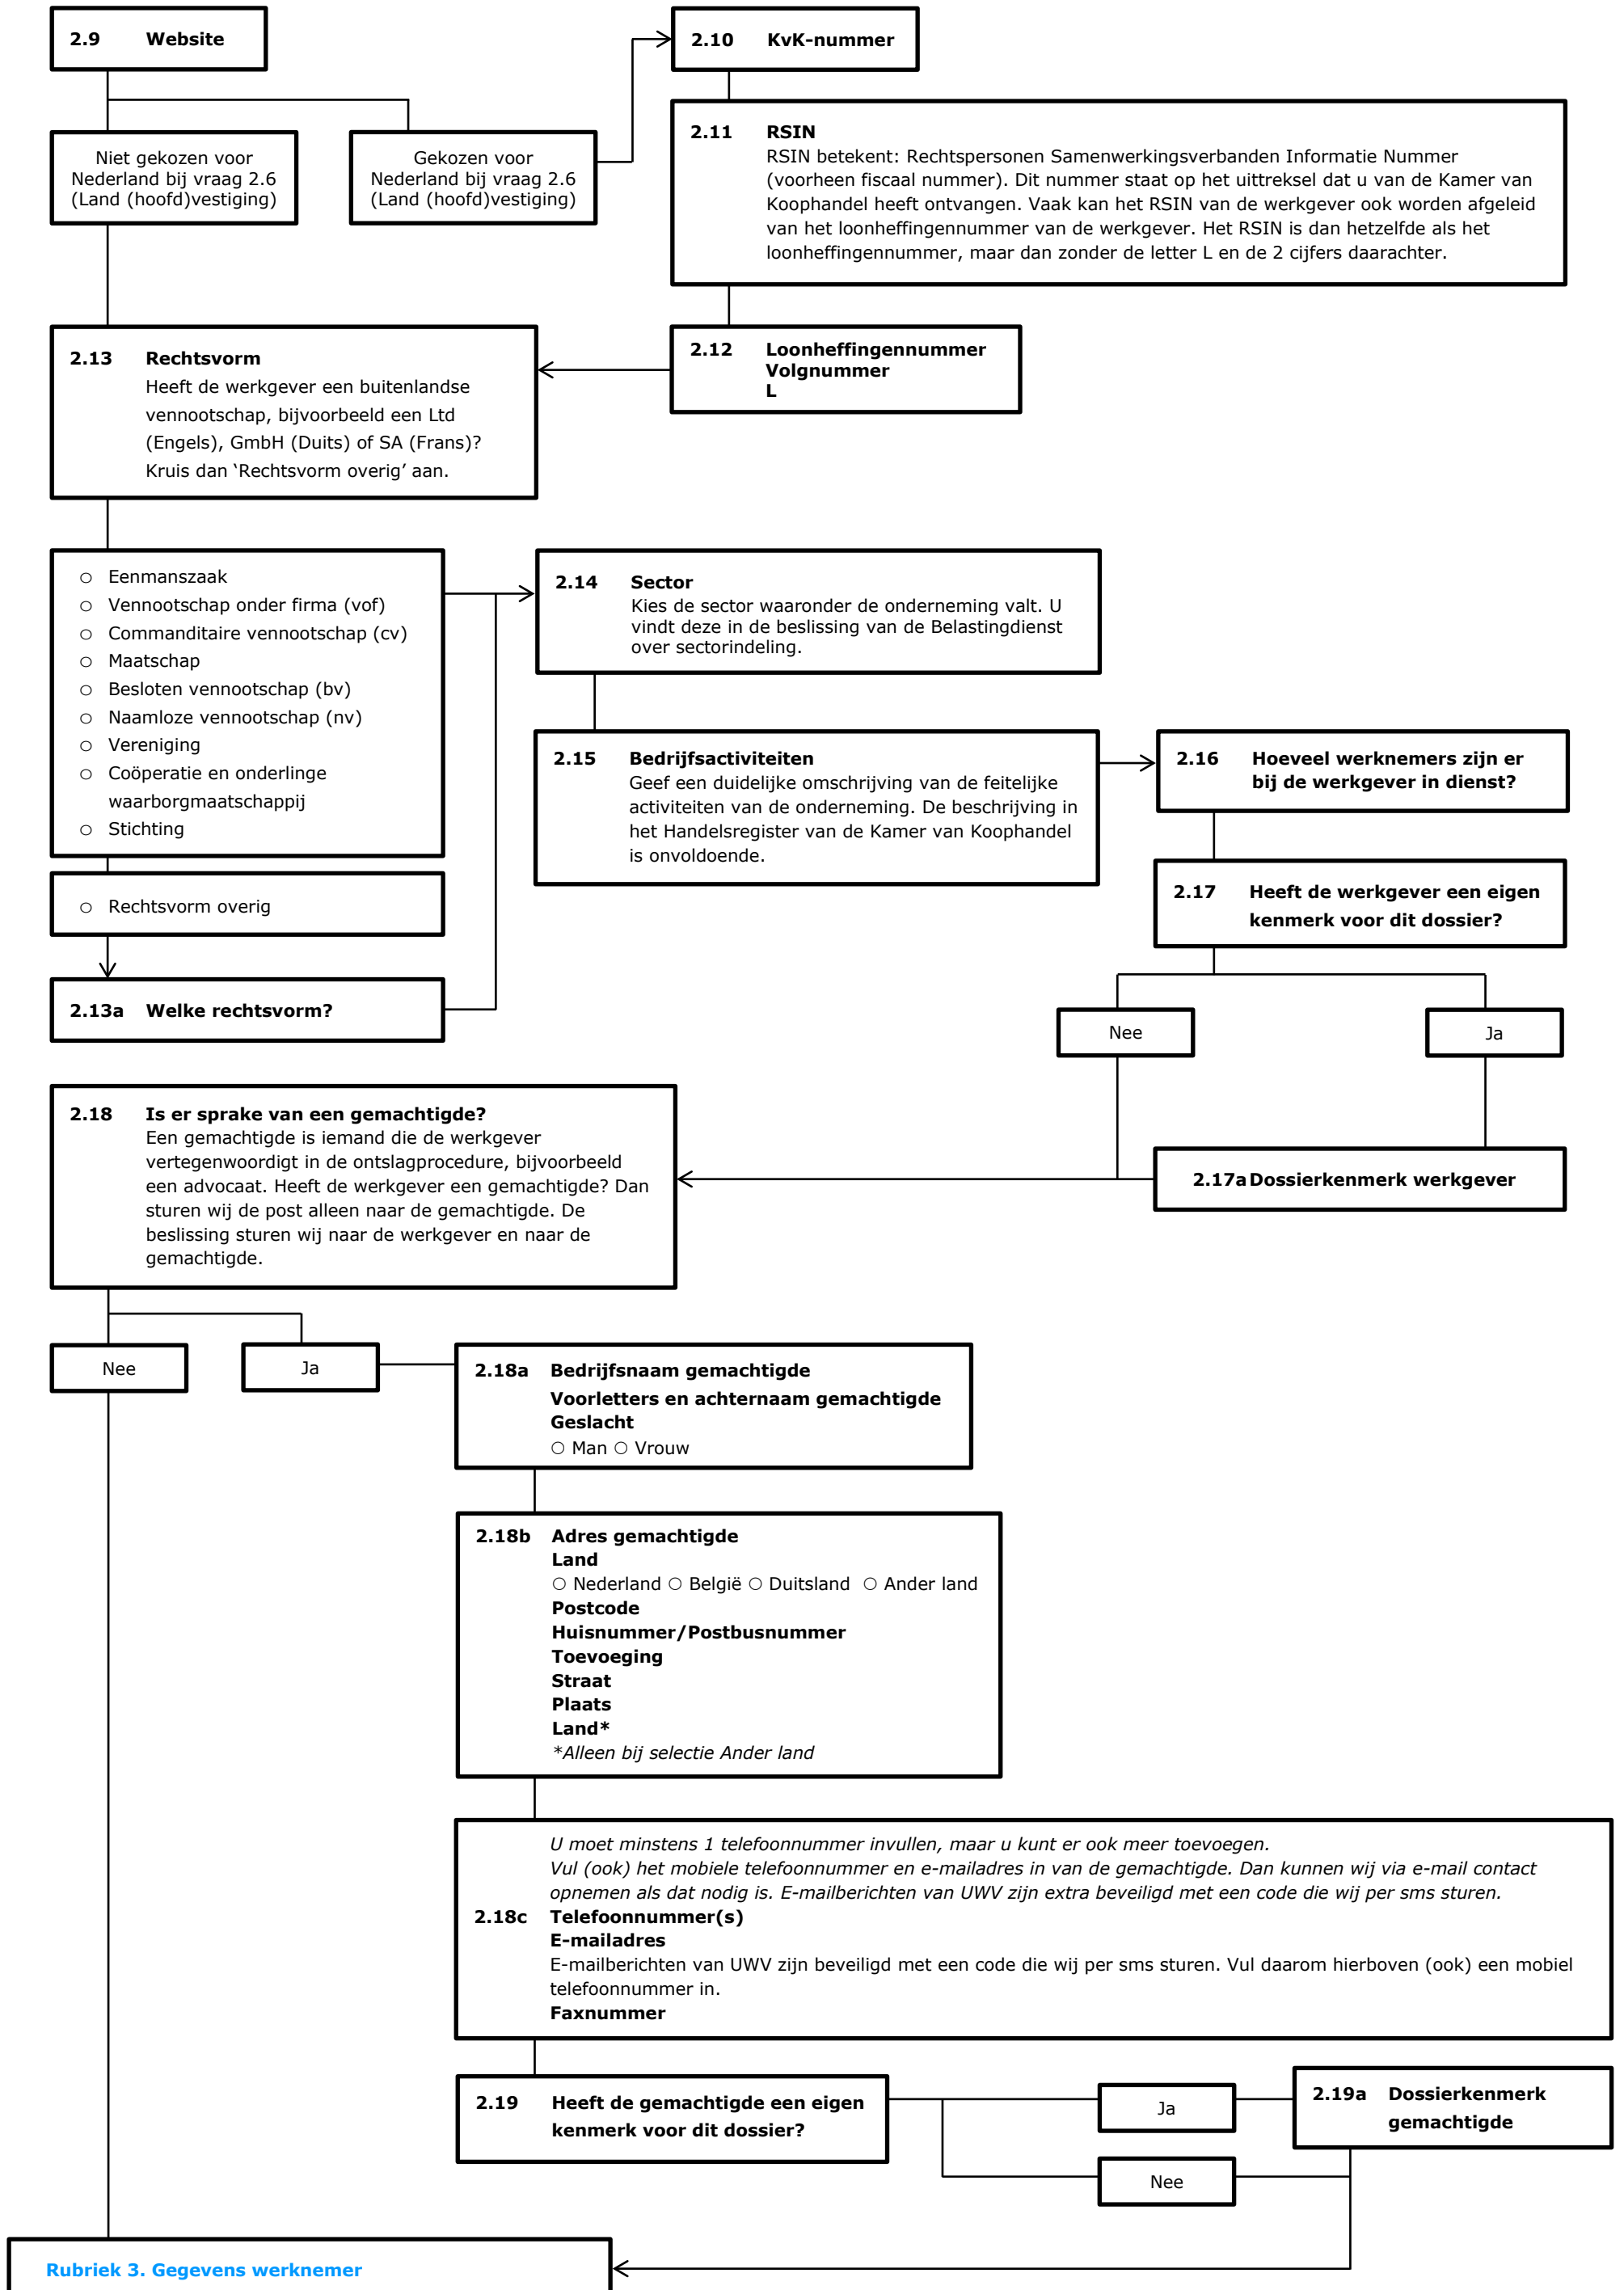 2.9 Website
2.10 KvK-nummer
Niet gekozen voor
Nederland bij vraag 2.6
(Land (hoofd)vestiging)
Gekozen voor
Nederland bij vraag 2.6
(Land (hoofd)vestiging)
2.11 RSIN
RSIN betekent: Rechtspersonen Samenwerkingsverbanden Informatie Nummer
(voorheen fiscaal nummer). Dit nummer staat op het uittreksel dat u van de Kamer van
Koophandel heeft ontvangen. Vaak kan het RSIN van de werkgever ook worden afgeleid
van het loonheffingennummer van de werkgever. Het RSIN is dan hetzelfde als het
loonheffingennummer, maar dan zonder de letter L en de 2 cijfers daarachter.
2.12 Loonheffingennummer
Volgnummer
L
2.13 Rechtsvorm
Heeft de werkgever een buitenlandse
vennootschap, bijvoorbeeld een Ltd
(Engels), GmbH (Duits) of SA (Frans)?
Kruis dan ‘Rechtsvorm overig’ aan.
○ Eenmanszaak
○ Vennootschap onder firma (vof)
○ Commanditaire vennootschap (cv)
○ Maatschap
○ Besloten vennootschap (bv)
○ Naamloze vennootschap (nv)
○ Vereniging
○ Coöperatie en onderlinge
waarborgmaatschappij
○ Stichting
○ Rechtsvorm overig
2.13a Welke rechtsvorm?
2.14 Sector
Kies de sector waaronder de onderneming valt. U
vindt deze in de beslissing van de Belastingdienst
over sectorindeling.
2.15 Bedrijfsactiviteiten
Geef een duidelijke omschrijving van de feitelijke
activiteiten van de onderneming. De beschrijving in
het Handelsregister van de Kamer van Koophandel
is onvoldoende.
2.16 Hoeveel werknemers zijn er
bij de werkgever in dienst?
2.17 Heeft de werkgever een eigen
kenmerk voor dit dossier?
Nee
Ja
2.17a Dossierkenmerk werkgever
2.18 Is er sprake van een gemachtigde?
Een gemachtigde is iemand die de werkgever
vertegenwoordigt in de ontslagprocedure, bijvoorbeeld
een advocaat. Heeft de werkgever een gemachtigde? Dan
sturen wij de post alleen naar de gemachtigde. De
beslissing sturen wij naar de werkgever en naar de
gemachtigde.
Nee
Ja
2.18a Bedrijfsnaam gemachtigde
Voorletters en achternaam gemachtigde
Geslacht
○ Man ○ Vrouw
2.18b Adres gemachtigde
Land
○ Nederland ○ België ○ Duitsland ○ Ander land
Postcode
Huisnummer/Postbusnummer
Toevoeging
Straat
Plaats
Land*
*Alleen bij selectie Ander land
U moet minstens 1 telefoonnummer invullen, maar u kunt er ook meer toevoegen.
Vul (ook) het mobiele telefoonnummer en e-mailadres in van de gemachtigde. Dan kunnen wij via e-mail contact
opnemen als dat nodig is. E-mailberichten van UWV zijn extra beveiligd met een code die wij per sms sturen.
2.18c Telefoonnummer(s)
E-mailadres
E-mailberichten van UWV zijn beveiligd met een code die wij per sms sturen. Vul daarom hierboven (ook) een mobiel
telefoonnummer in.
Faxnummer
2.19 Heeft de gemachtigde een eigen
kenmerk voor dit dossier?
Ja
Nee
2.19a Dossierkenmerk
gemachtigde
Rubriek 3. Gegevens werknemer